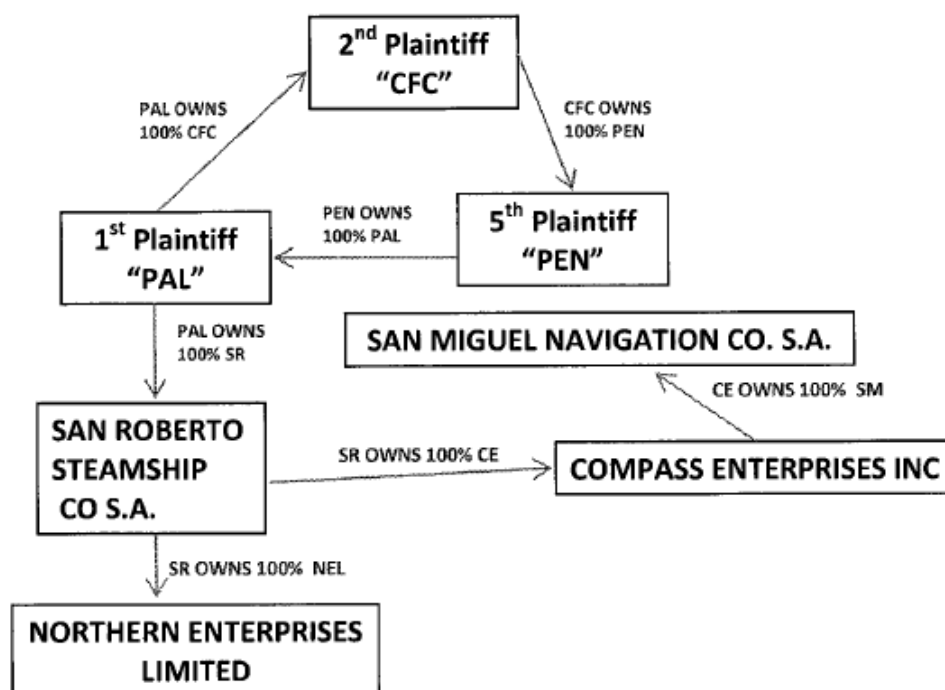 2nd Plaintiff
"CFC"
PAL OWNS
100% CFC
CFC OWNS
100% PEN
1st Plaintiff
"PAL"
PEN OWNS
100% PAL
5th Plaintiff
"PEN"
PAL OWNS
100% SR
SAN MIGUEL NAVIGATION CO. S.A.
CE OWNS 100% SM
SAN ROBERTO
STEAMSHIP
CO S.A.
SR OWNS 100% CE
COMPASS ENTERPRISES INC
SR OWNS 100% NEL
NORTHERN ENTERPRISES
LIMITED